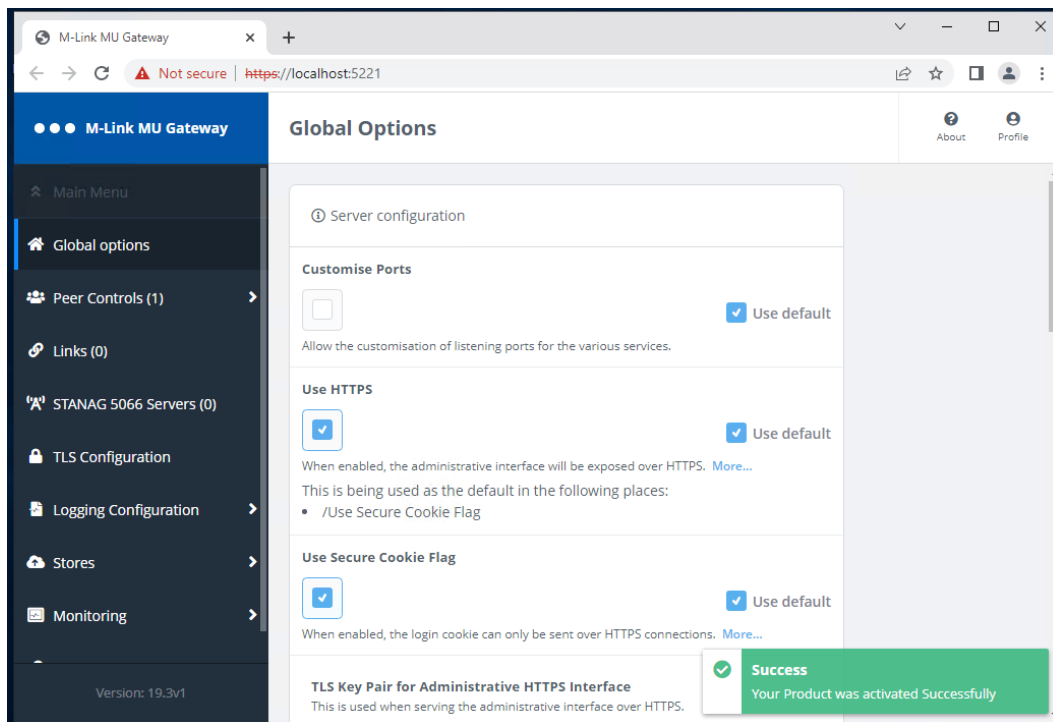 M-Link MU Gateway
Not secure
https://localhost:5221
M-Link MU Gateway
Global Options
About
Profile
Main Menu
Global options
Peer Controls (1)
Links (0)
STANAG 5066 Servers (0)
TLS Configuration
Logging Configuration
Stores
Monitoring
Version: 19.3v1
Server configuration
Customise Ports
Use default
Allow the customisation of listening ports for the various services.
Use HTTPS
Use default
When enabled, the administrative interface will be exposed over HTTPS. More...
This is being used as the default in the following places:
• /Use Secure Cookie Flag
Use Secure Cookie Flag
Use default
When enabled, the login cookie can only be sent over HTTPS connections. More...
TLS Key Pair for Administrative HTTPS Interface
This is used when serving the administrative interface over HTTPS.
Success
Your Product was activated Successfully